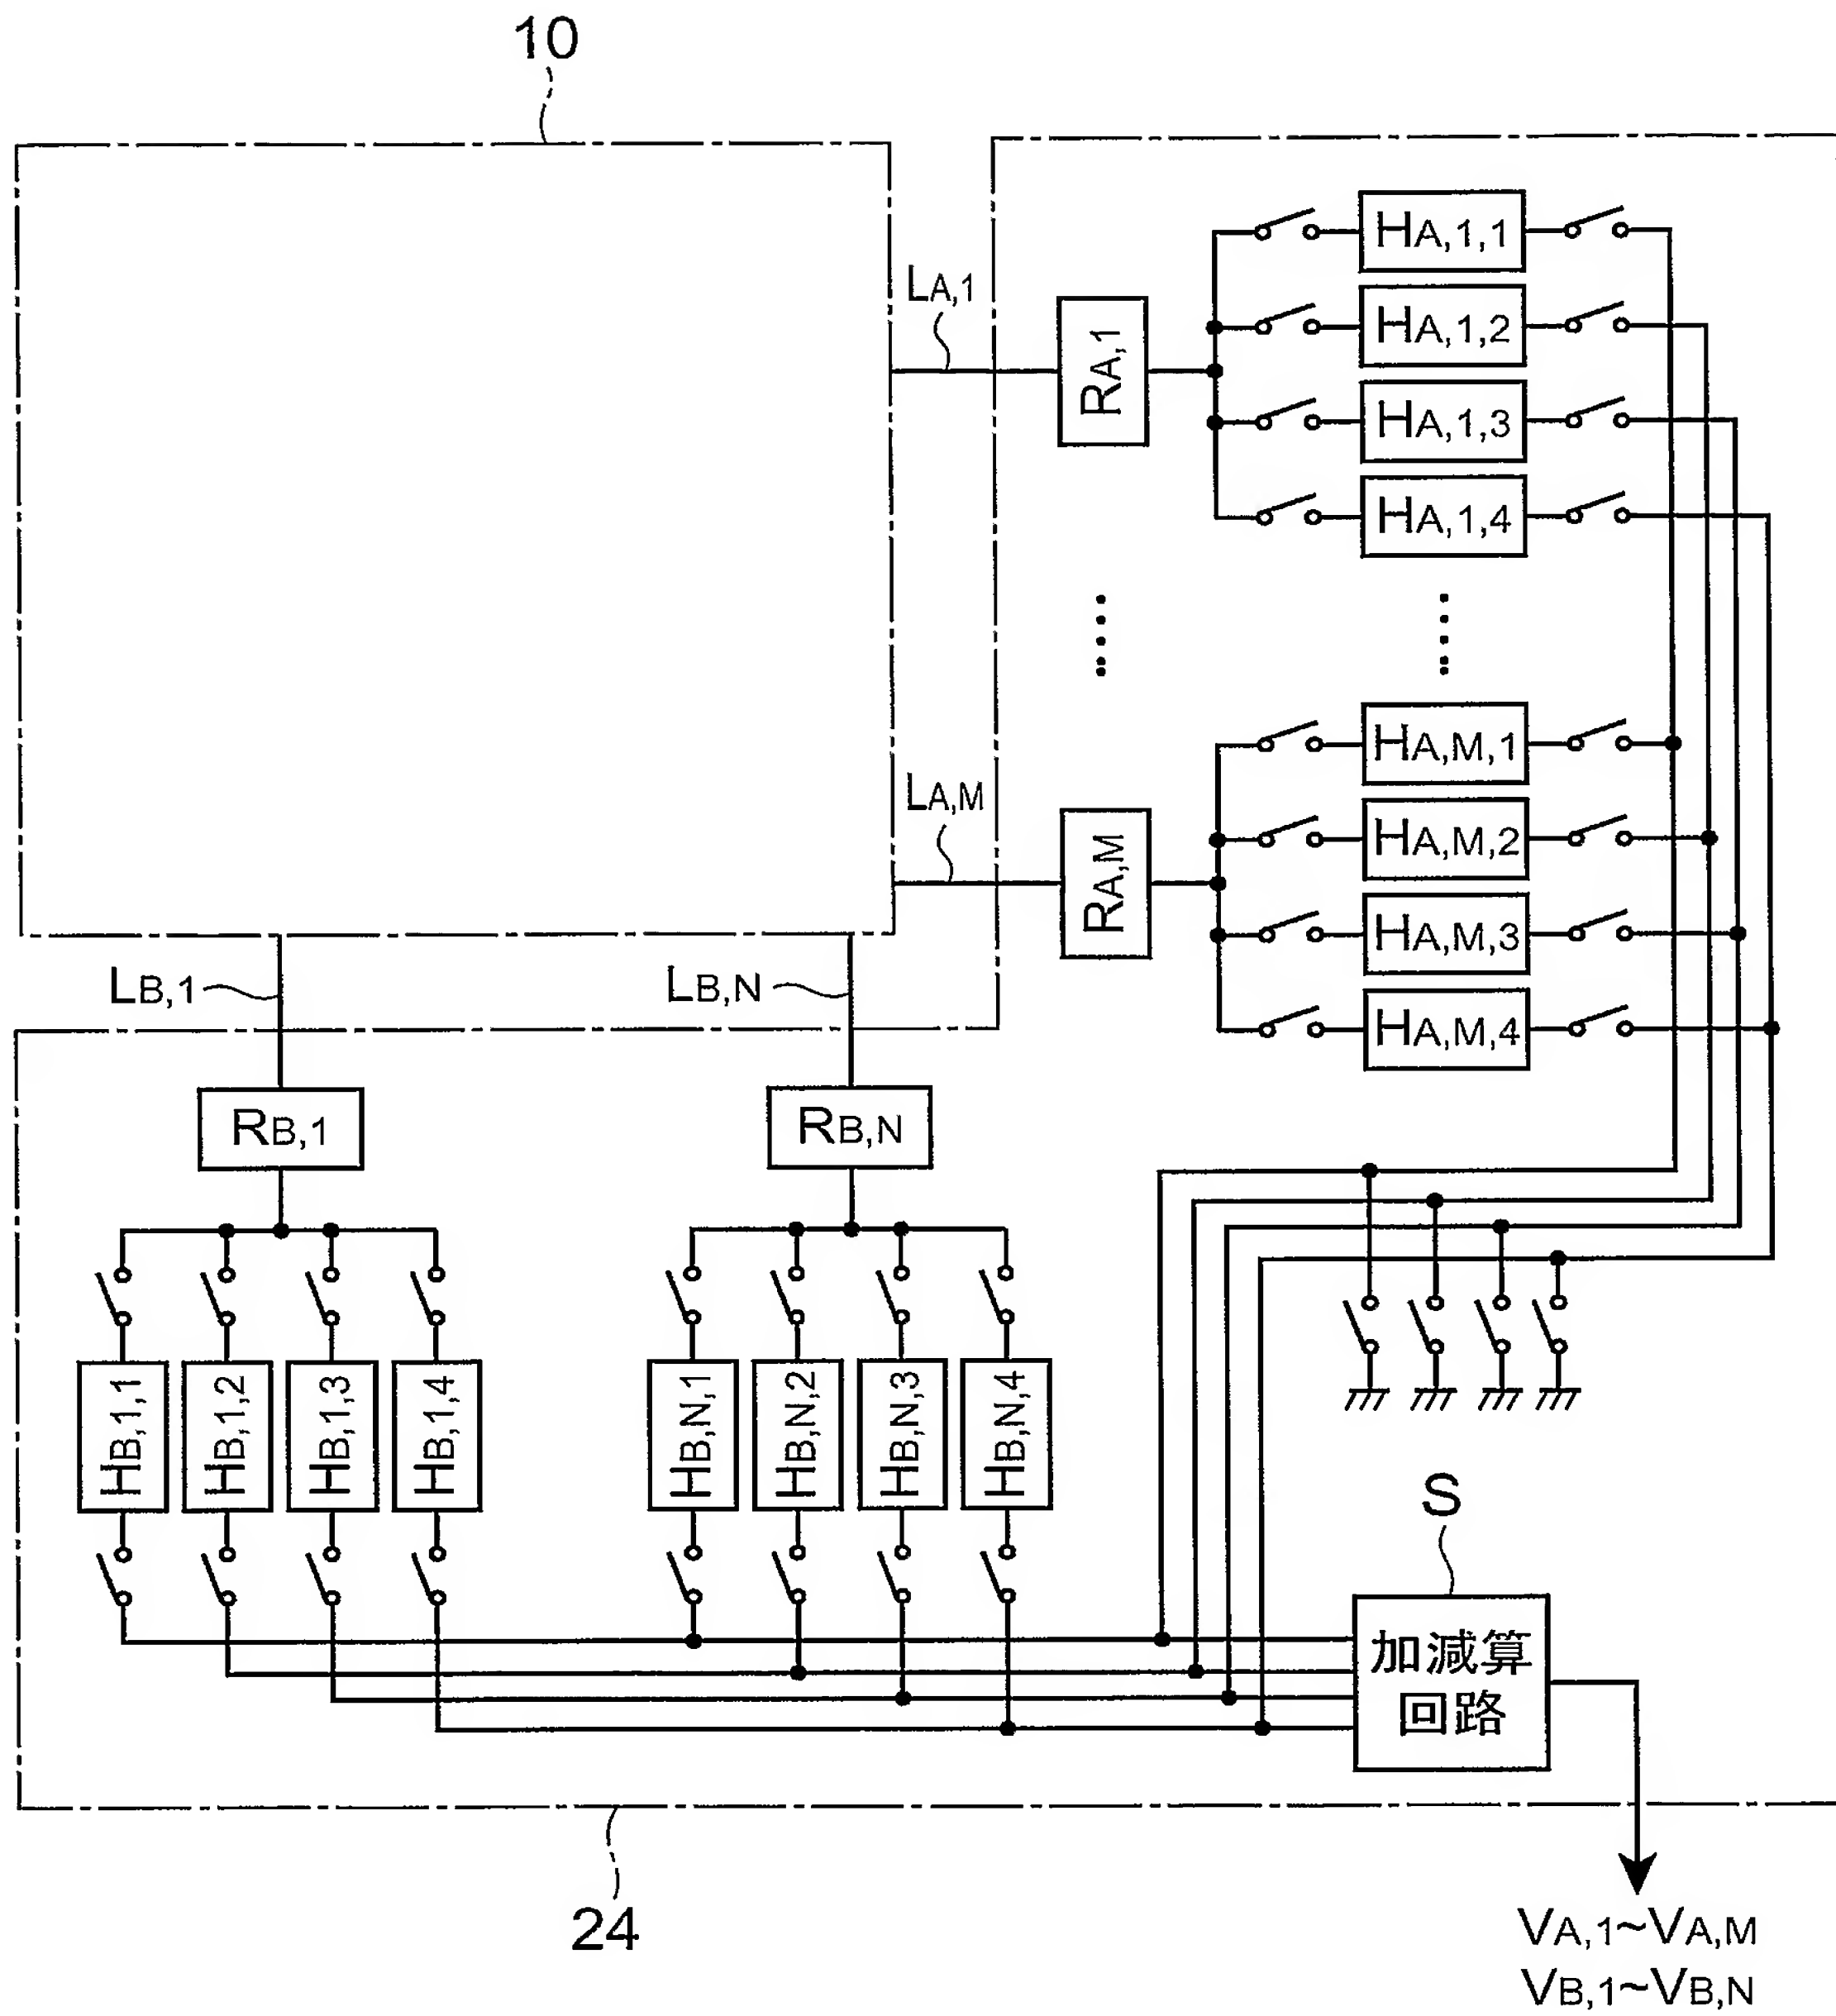 10
LA,1
RA,1
HA,1,1
HA,1,2
HA,1,3
HA,1,4
LA,M
RA,M
HA,M,1
HA,M,2
HA,M,3
HA,M,4
LB,1
LB,N
RB,1
RB,N
HB,1,1
HB,1,2
HB,1,3
HB,1,4
HB,N,1
HB,N,2
HB,N,3
HB,N,4
S
加減算
回路
24
VA,1~VA,M
VB,1~VB,N